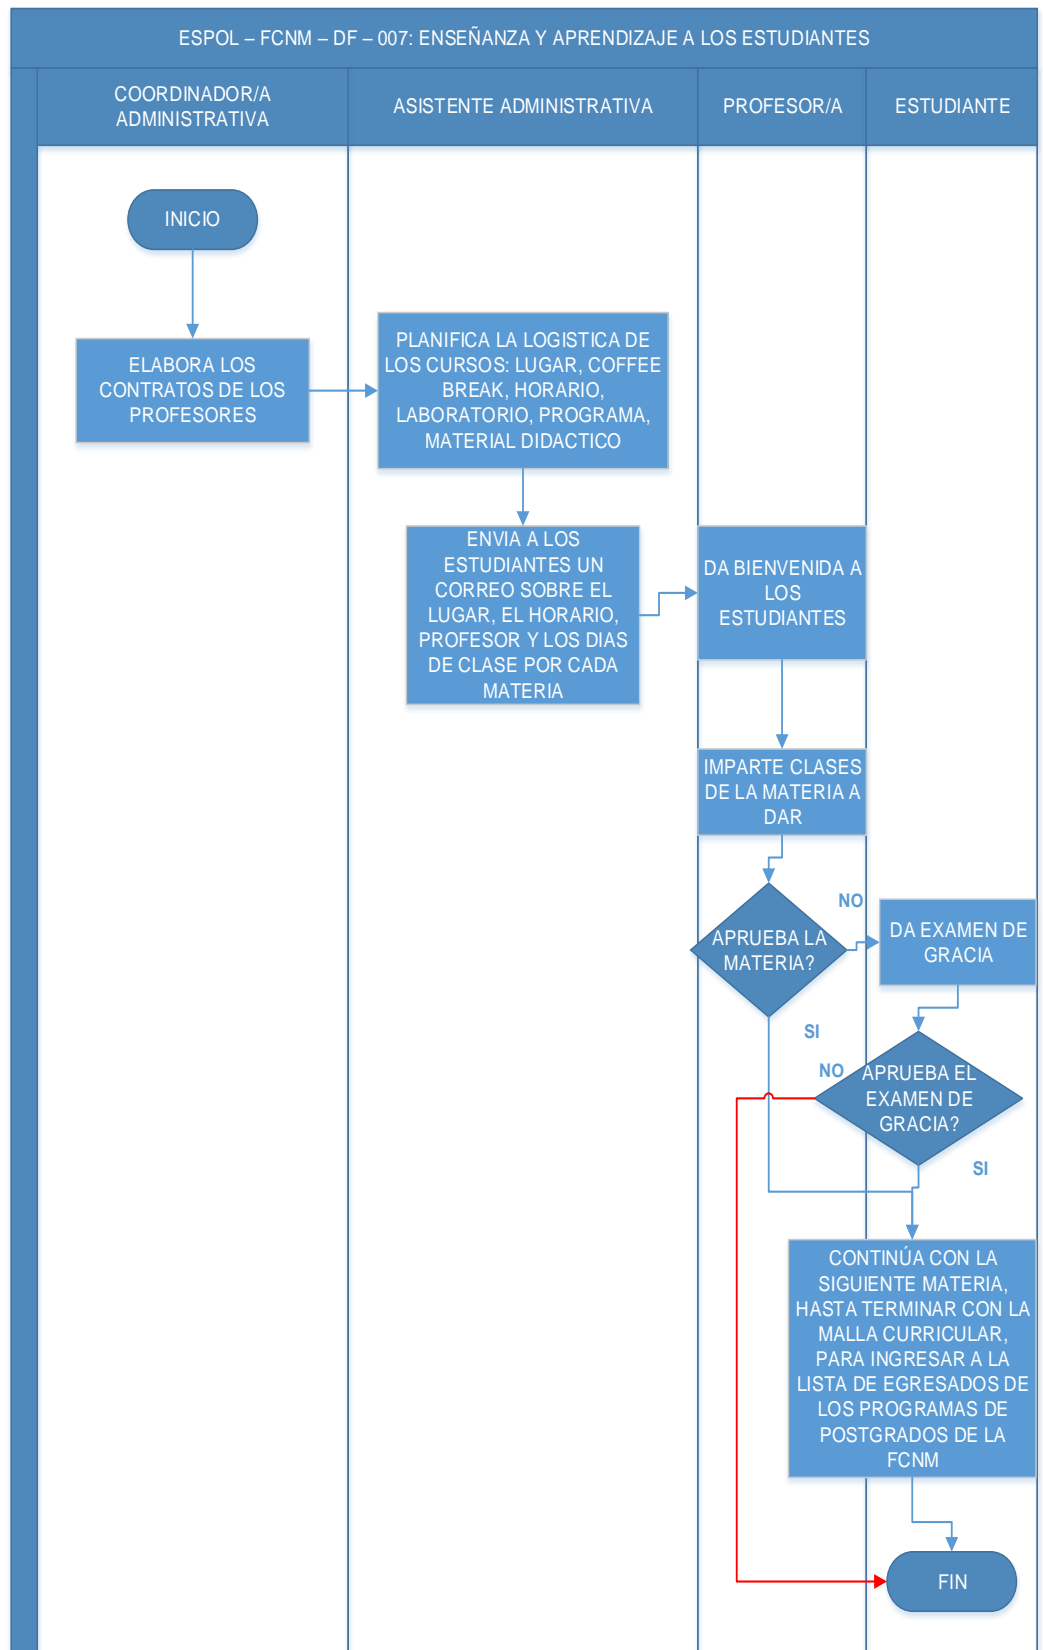 ESPOL – FCNM – DF – 007: ENSEÑANZA Y APRENDIZAJE A LOS ESTUDIANTES
COORDINADOR/A
ADMINISTRATIVA
ASISTENTE ADMINISTRATIVA
PROFESOR/A
ESTUDIANTE
INICIO
ELABORA LOS
CONTRATOS DE LOS
PROFESORES
PLANIFICA LA LOGISTICA DE
LOS CURSOS: LUGAR, COFFEE
BREAK, HORARIO,
LABORATORIO, PROGRAMA,
MATERIAL DIDACTICO
ENVIA A LOS
ESTUDIANTES UN
CORREO SOBRE EL
LUGAR, EL HORARIO,
PROFESOR Y LOS DIAS
DE CLASE POR CADA
MATERIA
DA BIENVENIDA A
LOS
ESTUDIANTES
IMPARTE CLASES
DE LA MATERIA A
DAR
APRUEBA LA
MATERIA?
NO
DA EXAMEN DE
GRACIA
SI
NO
APRUEBA EL
EXAMEN DE
GRACIA?
SI
CONTINÚA CON LA
SIGUIENTE MATERIA,
HASTA TERMINAR CON LA
MALLA CURRICULAR,
PARA INGRESAR A LA
LISTA DE EGRESADOS DE
LOS PROGRAMAS DE
POSTGRADOS DE LA
FCNM
FIN